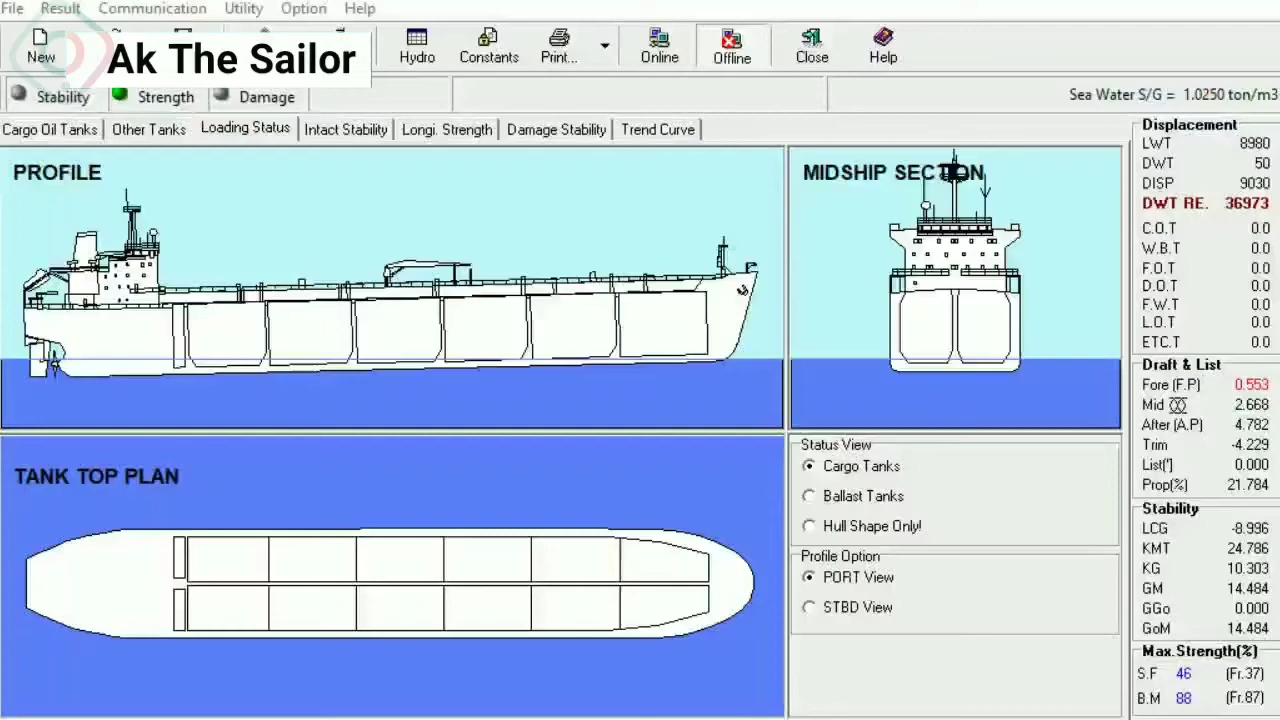 File Result Communication Utility Option Help
Ak The Sailor
New Hydro Constants Print... Online Offline Close Help
Stability Strength Damage Sea Water S/G = 1.0250 ton/m3
Cargo Oil Tanks Other Tanks Loading Status Intact Stability Longi. Strength Damage Stability Trend Curve
PROFILE
MIDSHIP SECTION
TANK TOP PLAN
Status View
Cargo Tanks
Ballast Tanks
Hull Shape Only!
Profile Option
PORT View
STBD View
Displacement
LWT 8980
DWT 50
DISP 9030
DWT RE. 36973
C.O.T 0.0
W.B.T 0.0
F.O.T 0.0
D.O.T 0.0
F.W.T 0.0
L.O.T 0.0
ETC.T 0.0
Draft & List
Fore (F.P) 0.553
Mid 2.668
After (A.P) 4.782
Trim -4.229
List(°) 0.000
Prop(%) 21.784
Stability
LCG -8.996
KMT 24.786
KG 10.303
GM 14.484
GGo 0.000
GoM 14.484
Max.Strength(%)
S.F 46 (Fr.37)
B.M 88 (Fr.87)